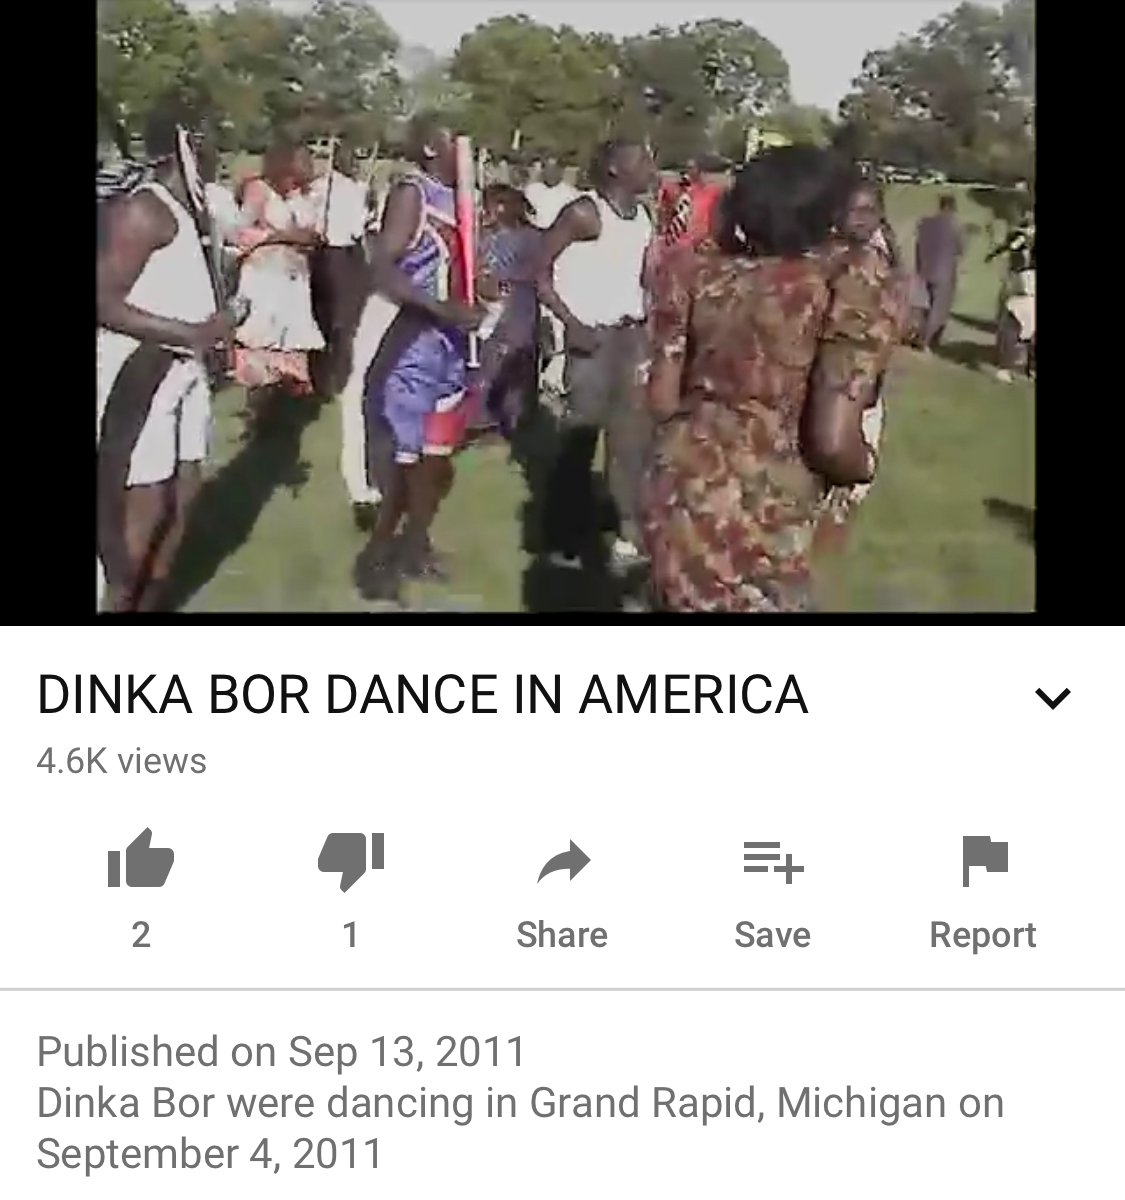 DINKA BOR DANCE IN AMERICA
4.6K views
2
1
Share
Save
Report
Published on Sep 13, 2011
Dinka Bor were dancing in Grand Rapid, Michigan on
September 4, 2011